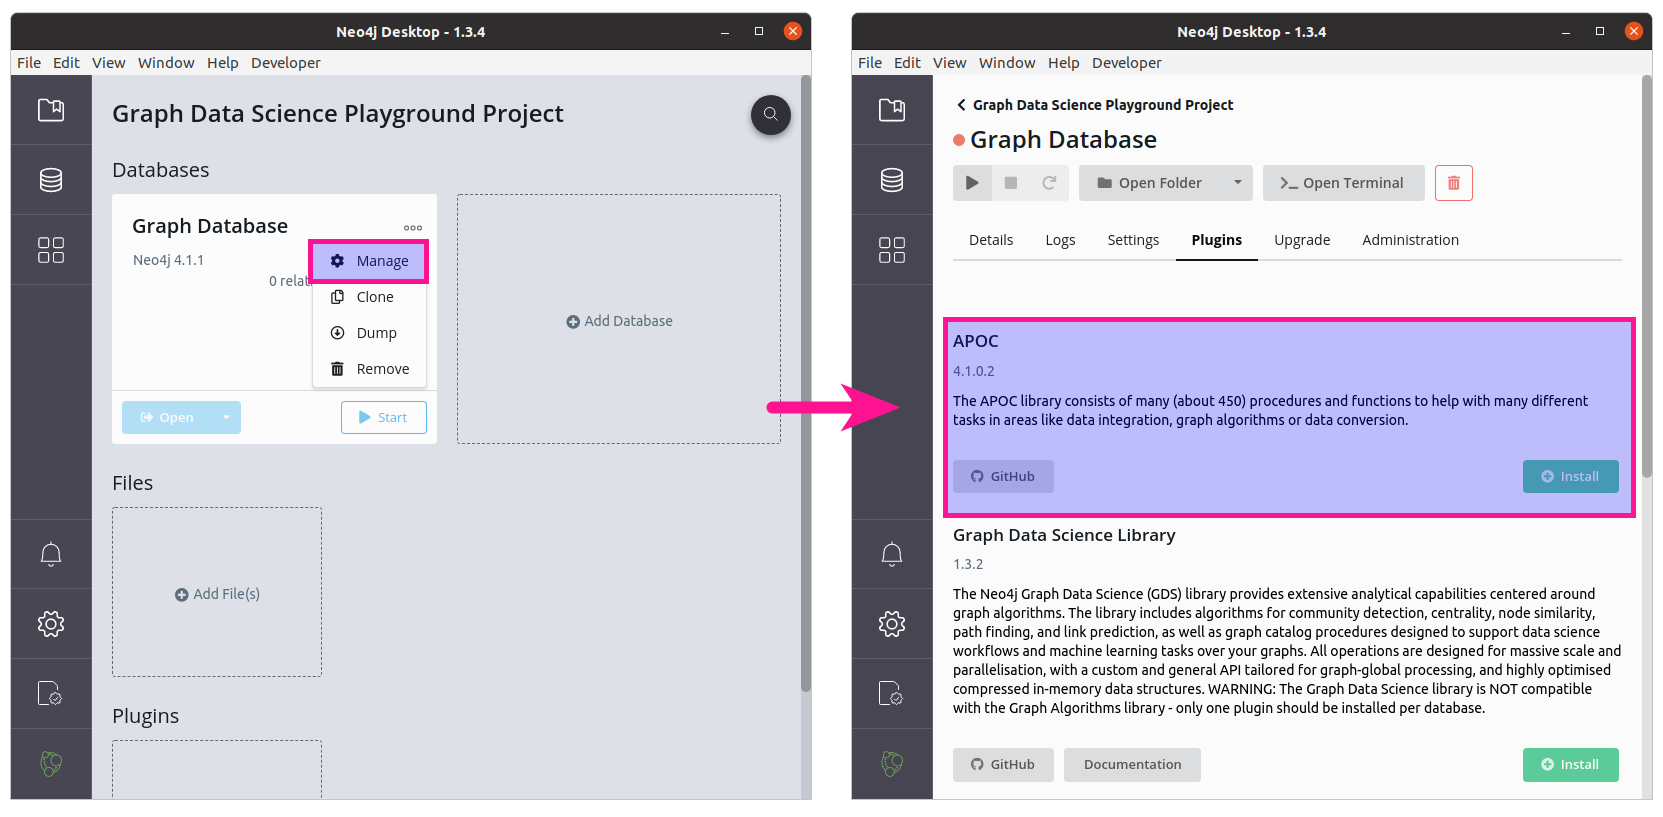 Neo4j Desktop - 1.3.4
File Edit View Window Help Developer
Graph Data Science Playground Project
Databases
Graph Database
Neo4j 4.1.1
0 relat
Manage
Clone
Dump
Remove
Open
Start
Add Database
Files
Add File(s)
Plugins
Neo4j Desktop - 1.3.4
File Edit View Window Help Developer
Graph Data Science Playground Project
Graph Database
Open Folder
Open Terminal
Details Logs Settings Plugins Upgrade Administration
APOC
4.1.0.2
The APOC library consists of many (about 450) procedures and functions to help with many different
tasks in areas like data integration, graph algorithms or data conversion.
GitHub
Install
Graph Data Science Library
1.3.2
The Neo4j Graph Data Science (GDS) library provides extensive analytical capabilities centered around
graph algorithms. The library includes algorithms for community detection, centrality, node similarity,
path finding, and link prediction, as well as graph catalog procedures designed to support data science
workflows and machine learning tasks over your graphs. All operations are designed for massive scale and
parallelisation, with a custom and general API tailored for graph-global processing, and highly optimised
compressed in-memory data structures. WARNING: The Graph Data Science library is NOT compatible
with the Graph Algorithms library - only one plugin should be installed per database.
GitHub
Documentation
Install